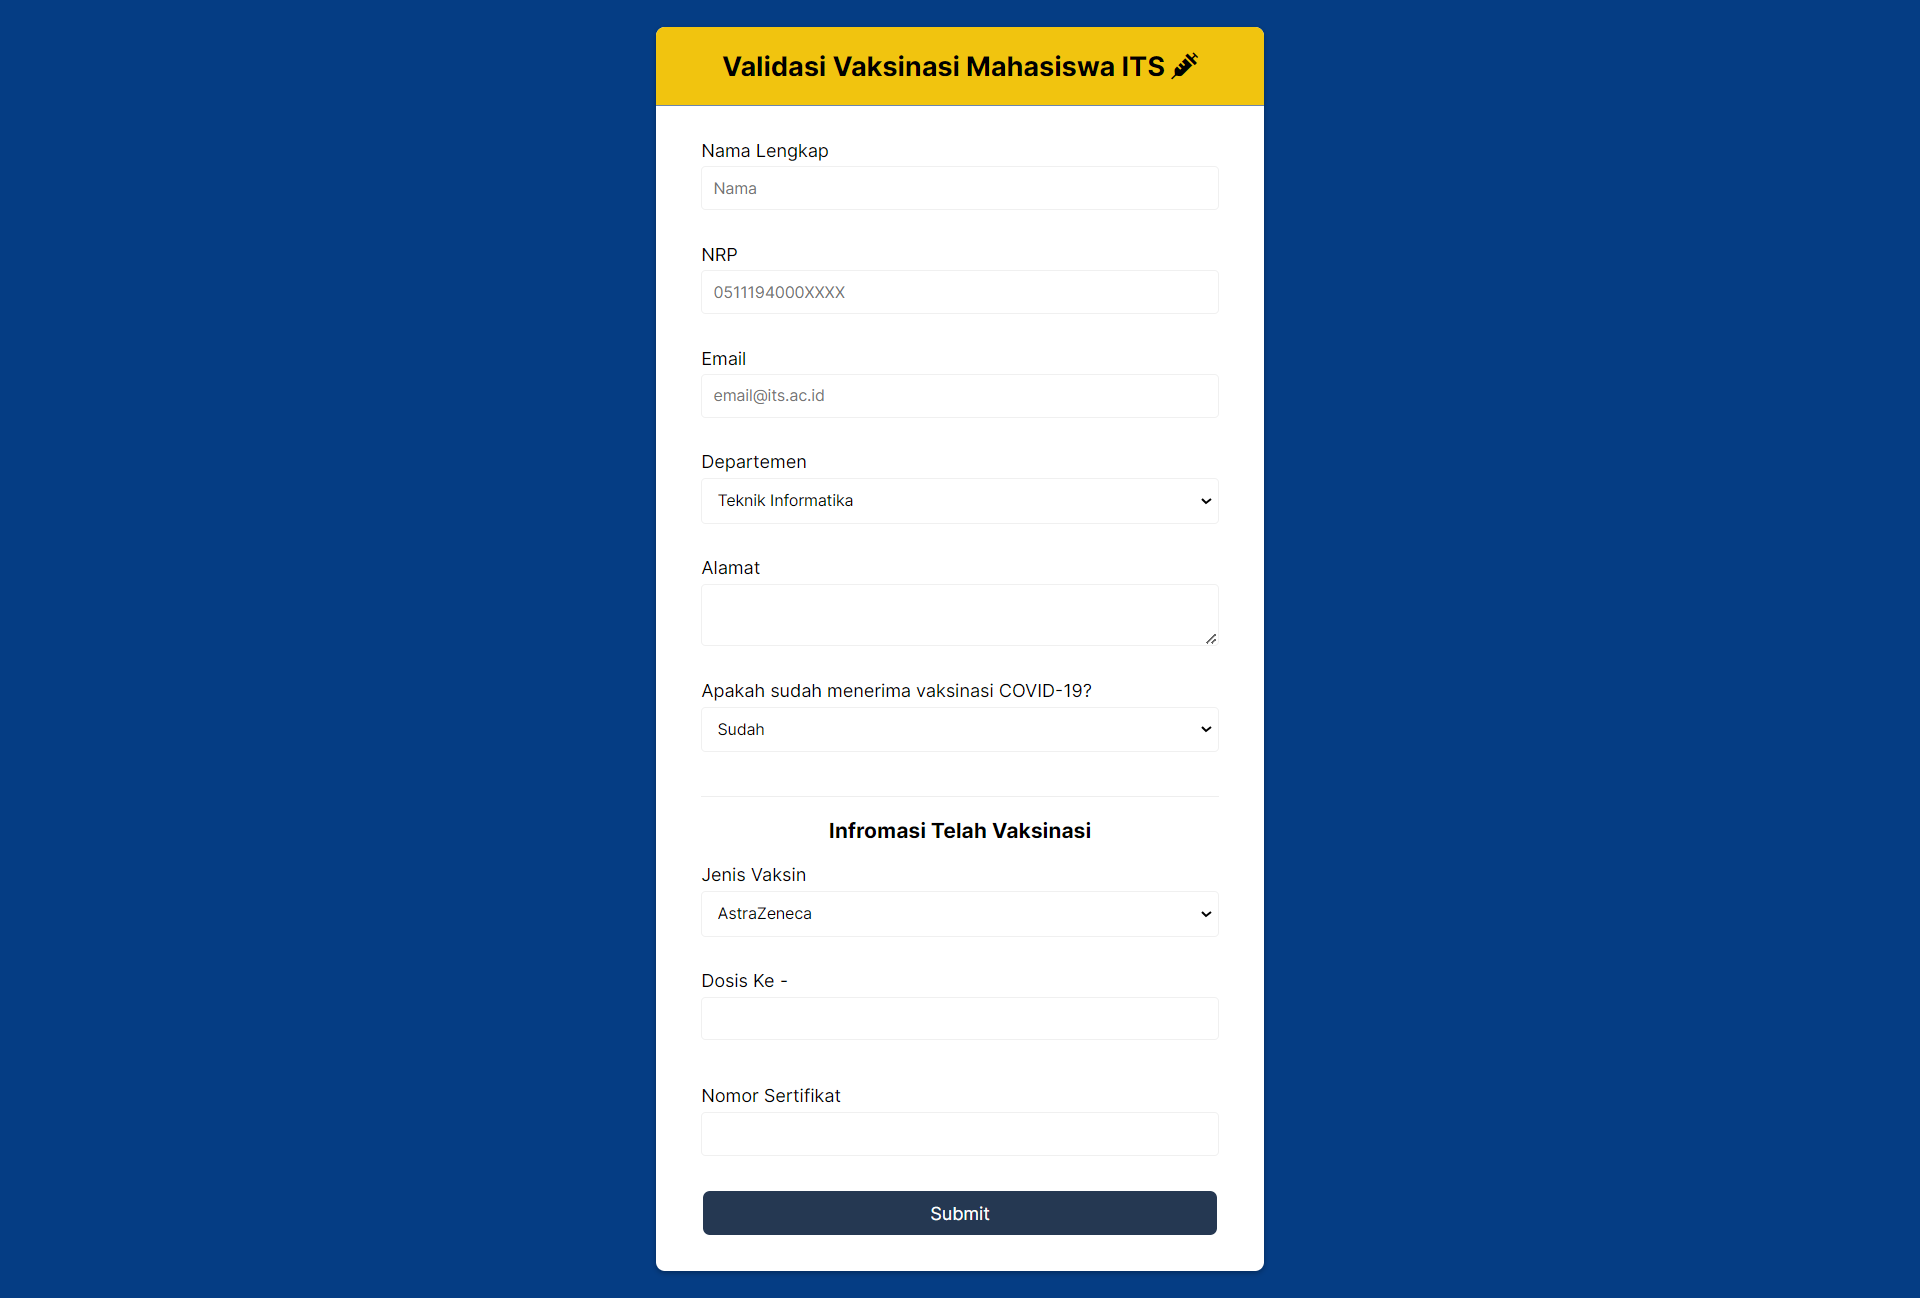 Validasi Vaksinasi Mahasiswa ITS
Nama Lengkap
Nama
NRP
0511194000XXXX
Email
email@its.ac.id
Departemen
Teknik Informatika
Alamat
Apakah sudah menerima vaksinasi COVID-19?
Sudah
Infromasi Telah Vaksinasi
Jenis Vaksin
AstraZeneca
Dosis Ke -
Nomor Sertifikat
Submit